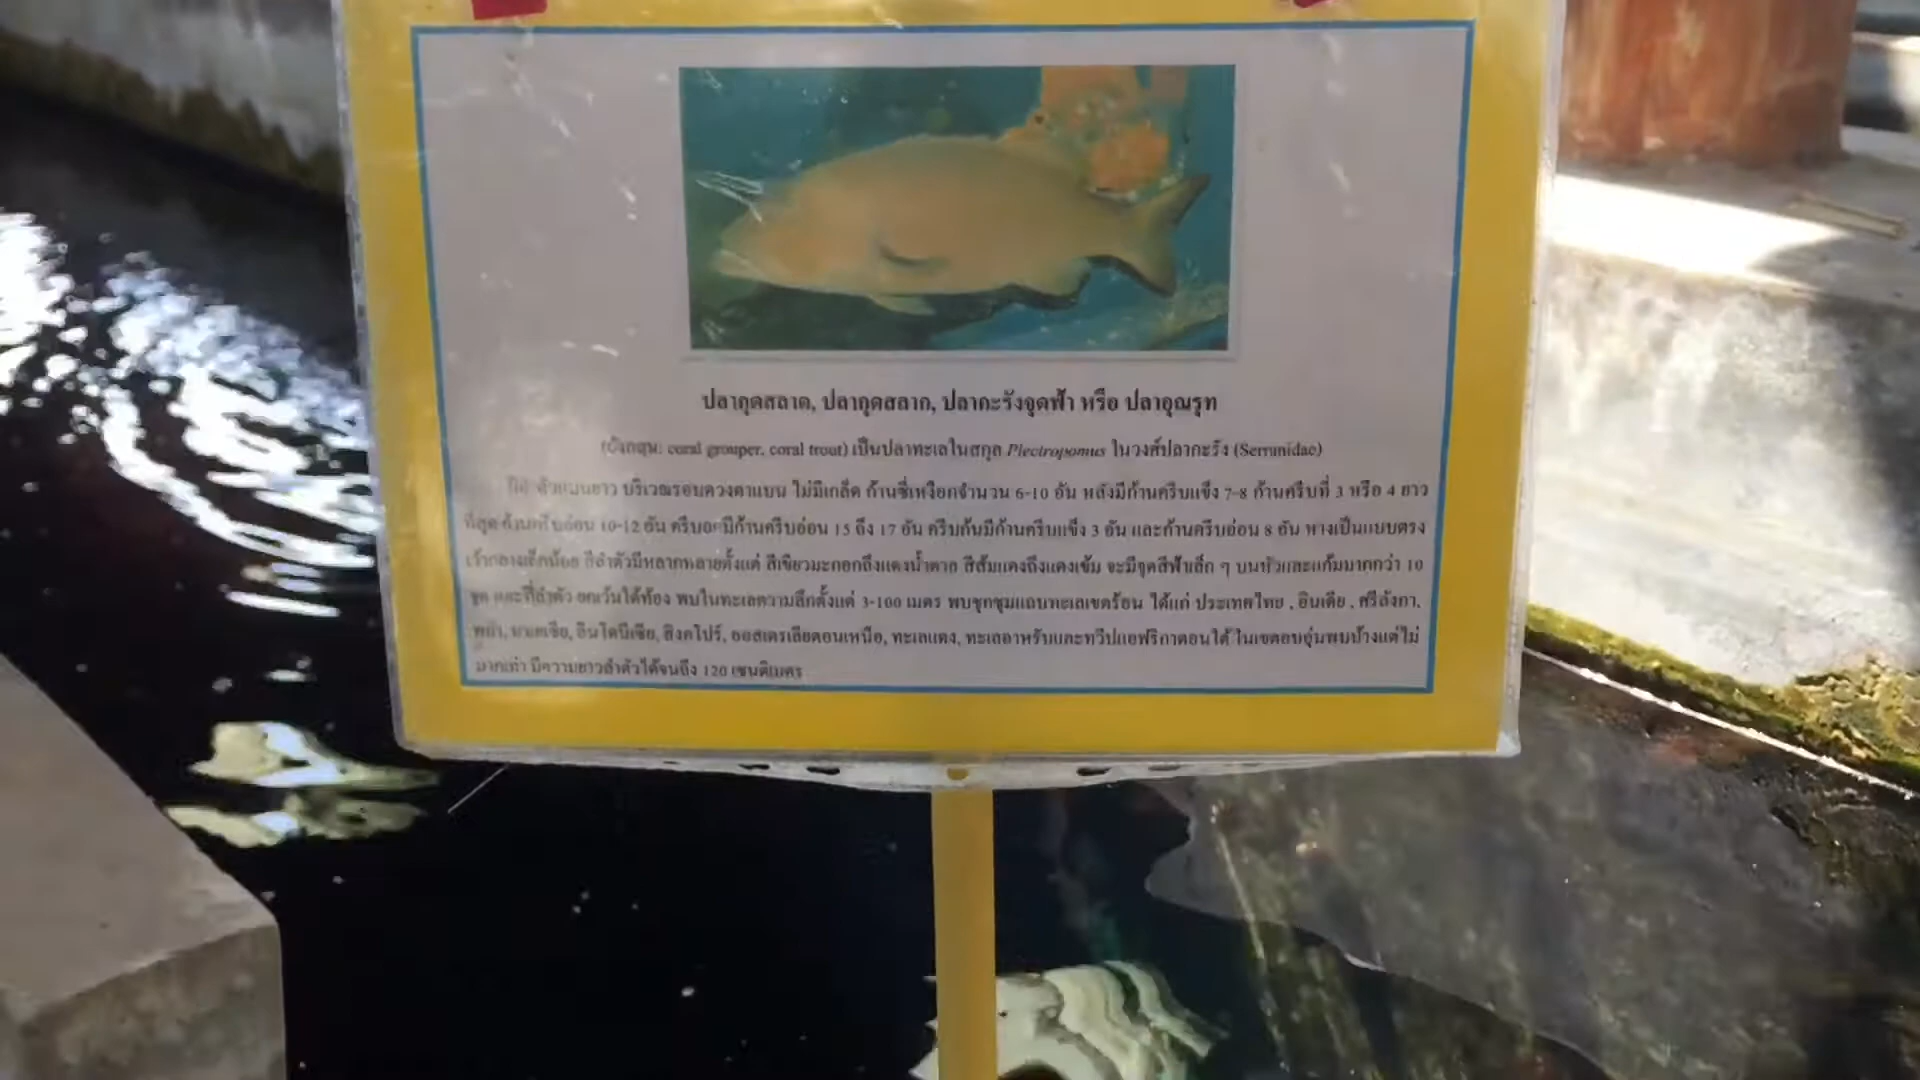 ปลากุดสลาด, ปลากุดสลาก, ปลากะรังจุดฟ้า หรือ ปลาอุณรุท
(อังกฤษ: coral grouper, coral trout) เป็นปลาทะเลในสกุล Plectropomus ในวงศ์ปลากะรัง (Serranidae)
บริเวณรอบดวงตาแบน ไม่มีเกล็ด ก้านซี่เหงือกจำนวน 6-10 อัน หลังมีก้านครีบแข็ง 7-8 ก้านครีบที่ 3 หรือ 4 ยาว
ที่สุด ก้านครีบอ่อน 10-12 อัน ครีบอกมีก้านครีบอ่อน 15 ถึง 17 อัน ครีบก้นมีก้านครีบแข็ง 3 อัน และก้านครีบอ่อน 8 อัน หางเป็นแบบตรง
เว้ากลางเล็กน้อย สีลำตัวมีหลากหลายตั้งแต่ สีเขียวมะกอกถึงแดงน้ำตาล สีส้มแดงถึงแดงเข้ม จะมีจุดสีฟ้าเล็ก ๆ บนหัวและแก้มมากกว่า 10
จุด และที่ลำตัว ยกเว้นใต้ท้อง พบในทะเลความลึกตั้งแต่ 3-100 เมตร พบชุกชุมแถบทะเลเขตร้อน ได้แก่ ประเทศไทย , อินเดีย , ศรีลังกา,
พม่า, มาเลเซีย, อินโดนีเซีย, สิงคโปร์, ออสเตรเลียตอนเหนือ, ทะเลแดง, ทะเลอาหรับและทวีปแอฟริกาตอนใต้ ในเขตอบอุ่นพบบ้างแต่ไม่
มากเท่า มีความยาวลำตัวได้จนถึง 120 เซนติเมตร